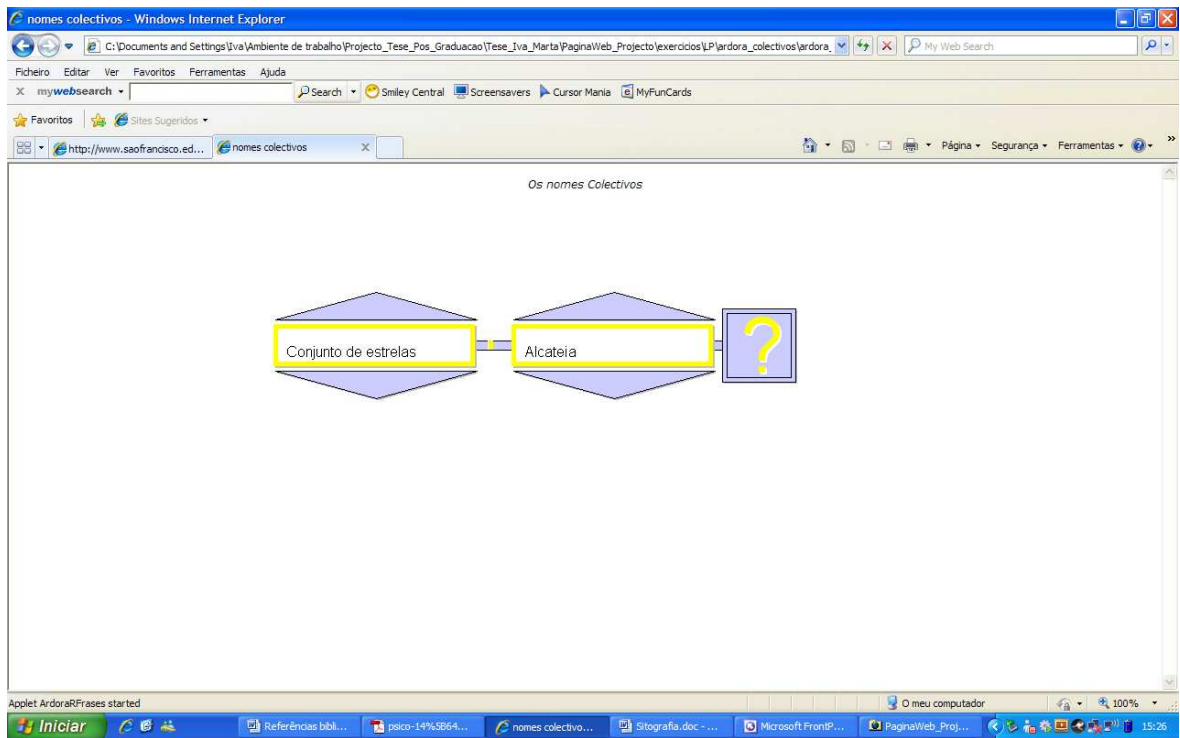 nomes colectivos - Windows Internet Explorer
C:\Documents and Settings\Iva\Ambiente de trabalho\Projecto_Tese_Pos_Graduacao\Tese_Iva_Marta\PaginaWeb_Projecto\exercicios\LP\ardora_colectivos\ardora_
My Web Search
Ficheiro Editar Ver Favoritos Ferramentas Ajuda
X mywebsearch Search Smiley Central Screensavers Cursor Mania MyFunCards
Favoritos Sites Sugeridos
http://www.saofrancisco.ed... nomes colectivos X Página Segurança Ferramentas »
Os nomes Colectivos
Conjunto de estrelas Alcateia ?
Applet ArdoraRFrases started O meu computador 100%
Iniciar Referências bibl... psico-14%5B64... nomes colectivo... Sitografia.doc - ... Microsoft FrontP... PaginaWeb_Proj... 15:26